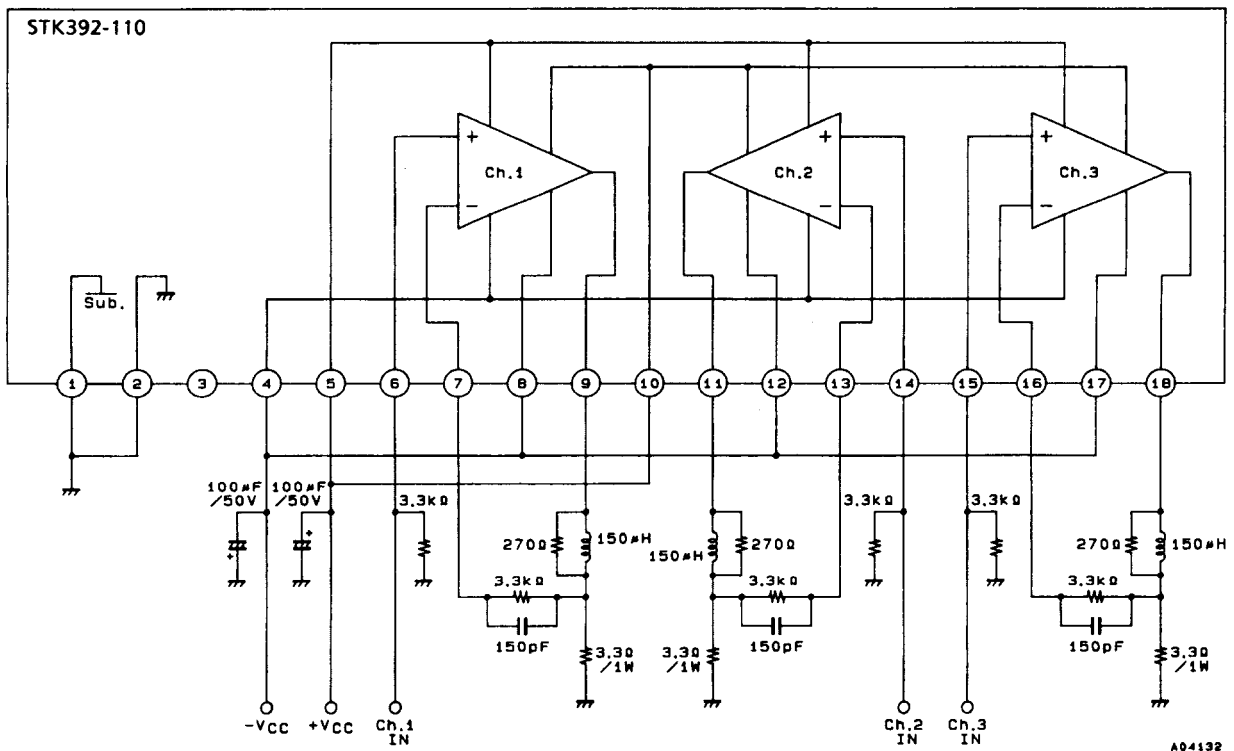 STK392-110
+
Ch.1
−
+
Ch.2
−
+
Ch.3
−
Sub.
1 2 3 4 5 6 7 8 9 10 11 12 13 14 15 16 17 18
100μF
/50V
100μF
/50V
3.3kΩ
270Ω
150μH
3.3kΩ
150pF
3.3Ω
/1W
150μH
270Ω
3.3kΩ
150pF
3.3Ω
/1W
3.3kΩ
3.3kΩ
270Ω
150μH
3.3kΩ
150pF
3.3Ω
/1W
+
+
−VCC
+VCC
Ch.1
IN
Ch.2
IN
Ch.3
IN
A04132